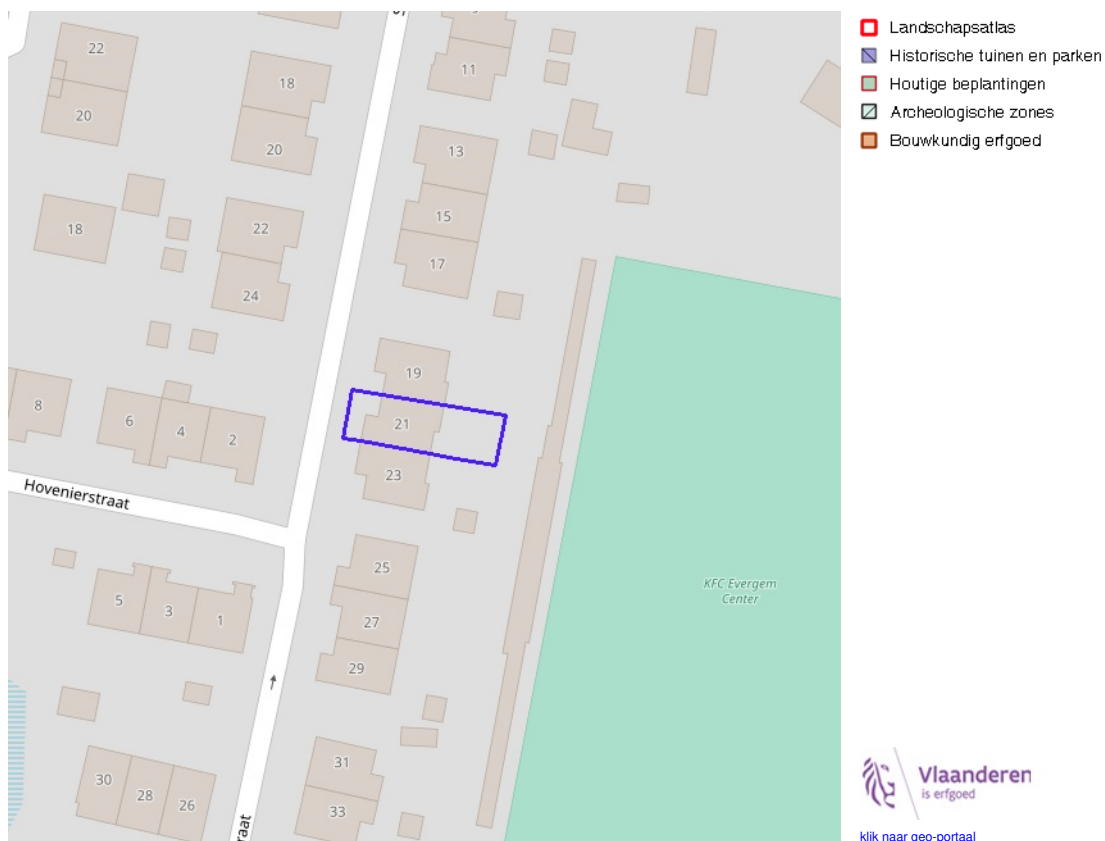 Landschapsatlas
Historische tuinen en parken
Houtige beplantingen
Archeologische zones
Bouwkundig erfgoed
22
20
18
20
11
13
15
17
18
22
24
19
21
23
8
6
4
2
Hovenierstraat
5
3
1
25
27
29
KFC Evergem
Center
30
28
26
31
33
raat
Vlaanderen
is erfgoed
klik naar geo-portaal